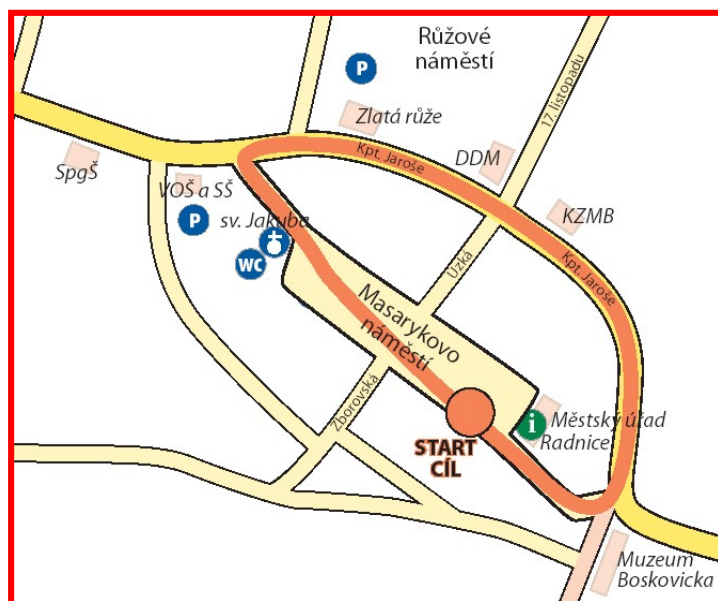 Růžové
náměstí
P
Zlatá růže
17. listopadu
Kpt. Jaroše
DDM
SpgŠ
VOŠ a SŠ
KZMB
P
sv. Jakuba
WC
Úzká
Kpt. Jaroše
Masarykovo
náměstí
Zborovská
START
CÍL
i
Městský úřad
Radnice
Muzeum
Boskovicka